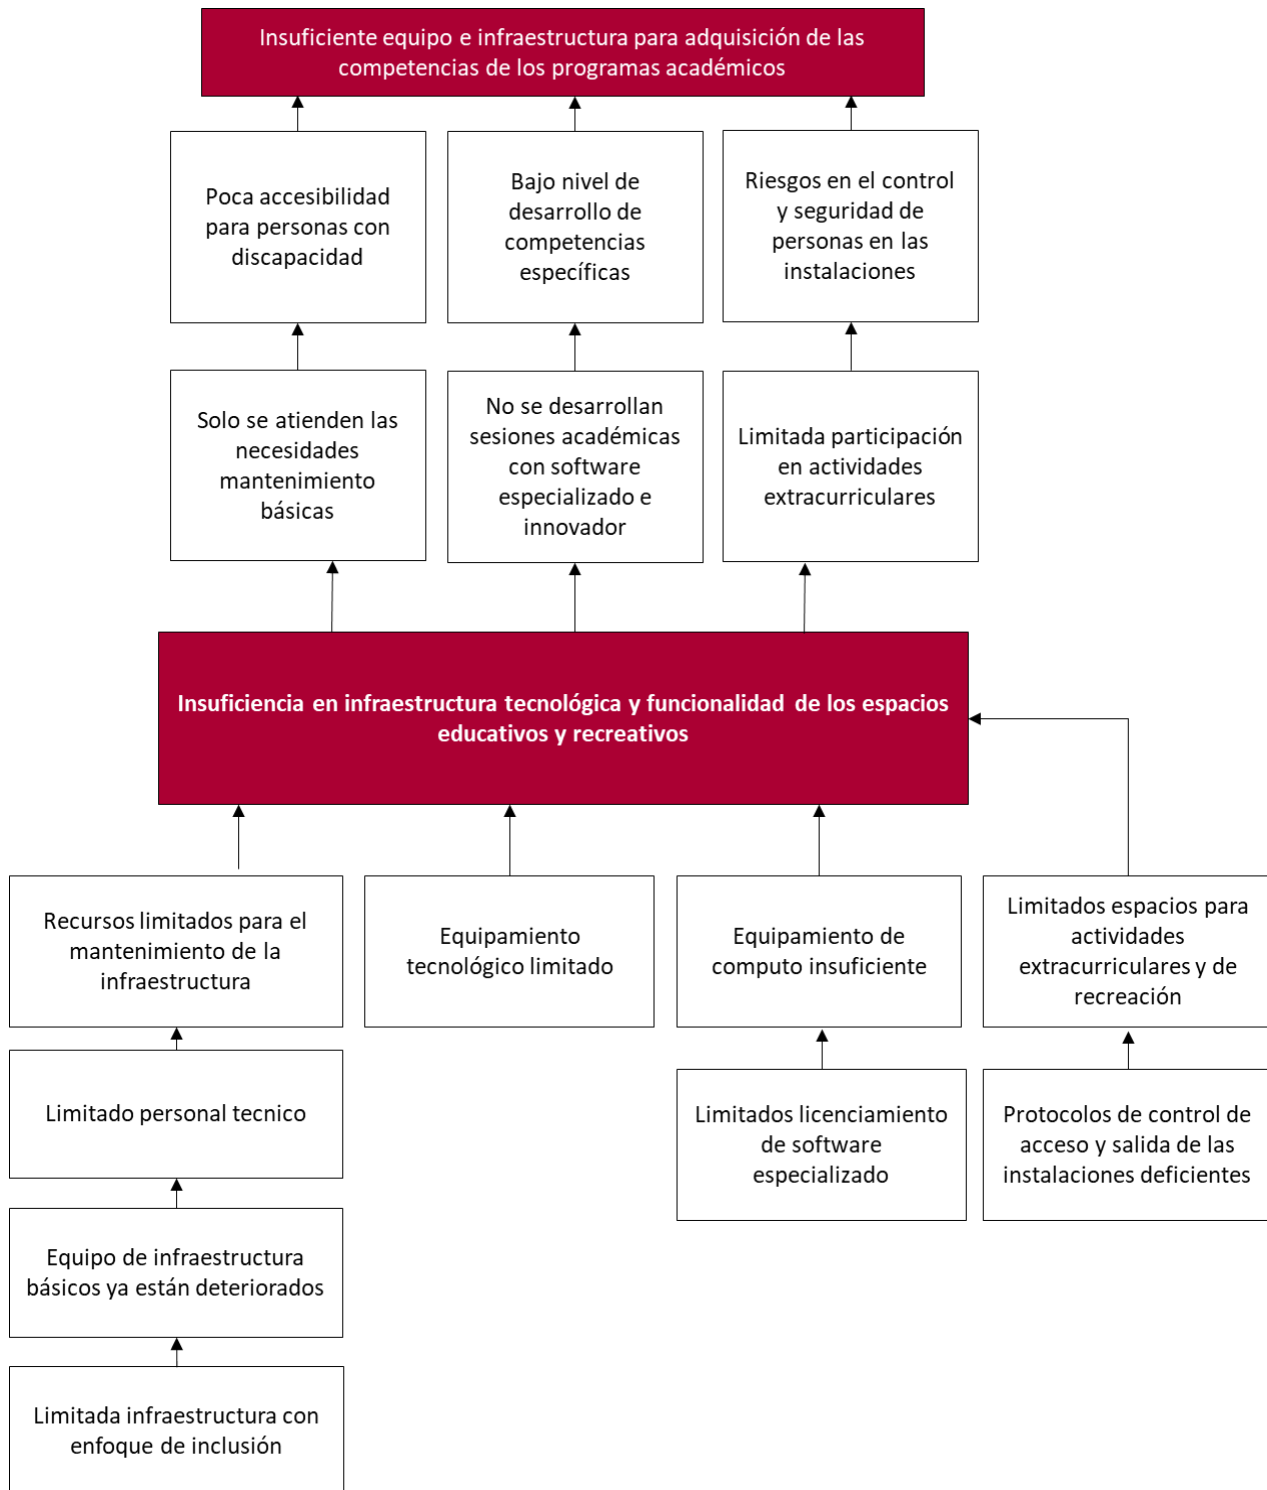 Insuficiente equipo e infraestructura para adquisición de las
competencias de los programas académicos
Poca accesibilidad
para personas con
discapacidad
Bajo nivel de
desarrollo de
competencias
específicas
Riesgos en el control
y seguridad de
personas en las
instalaciones
Solo se atienden las
necesidades
mantenimiento
básicas
No se desarrollan
sesiones académicas
con software
especializado e
innovador
Limitada participación
en actividades
extracurriculares
Insuficiencia en infraestructura tecnológica y funcionalidad de los espacios
educativos y recreativos
Recursos limitados para el
mantenimiento de la
infraestructura
Equipamiento
tecnológico limitado
Equipamiento de
computo insuficiente
Limitados espacios para
actividades
extracurriculares y de
recreación
Limitado personal tecnico
Limitados licenciamiento
de software
especializado
Protocolos de control de
acceso y salida de las
instalaciones deficientes
Equipo de infraestructura
básicos ya están deteriorados
Limitada infraestructura con
enfoque de inclusión